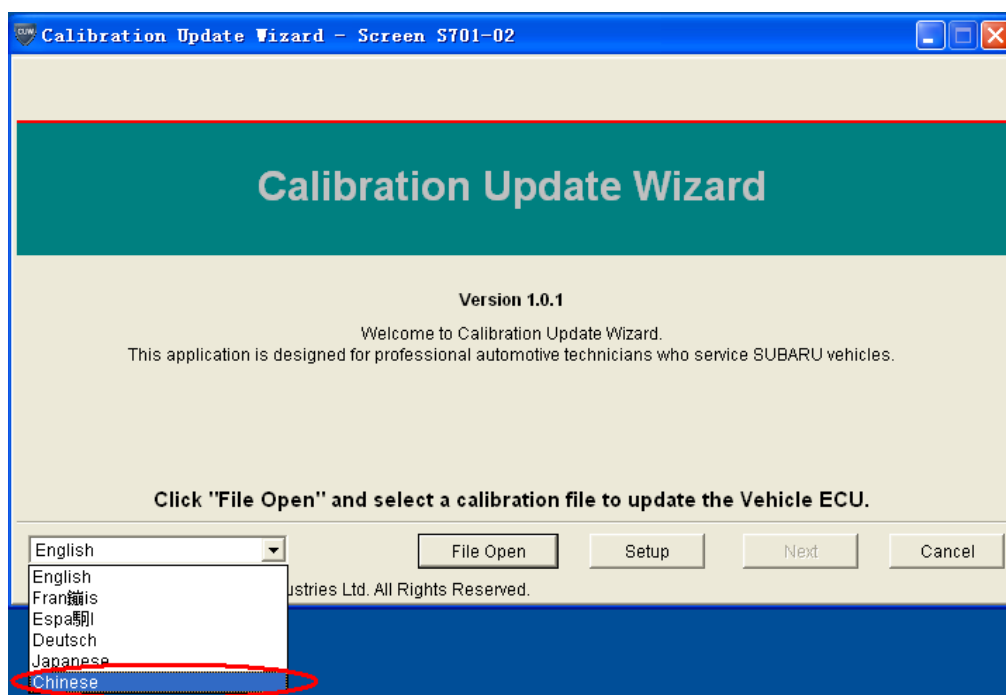 CUW Calibration Update Wizard - Screen S701-02
Calibration Update Wizard
Version 1.0.1
Welcome to Calibration Update Wizard.
This application is designed for professional automotive technicians who service SUBARU vehicles.
Click "File Open" and select a calibration file to update the Vehicle ECU.
English File Open Setup Next Cancel
English
ustries Ltd. All Rights Reserved.
Fran鏰is
Espa駉l
Deutsch
Japanese
Chinese